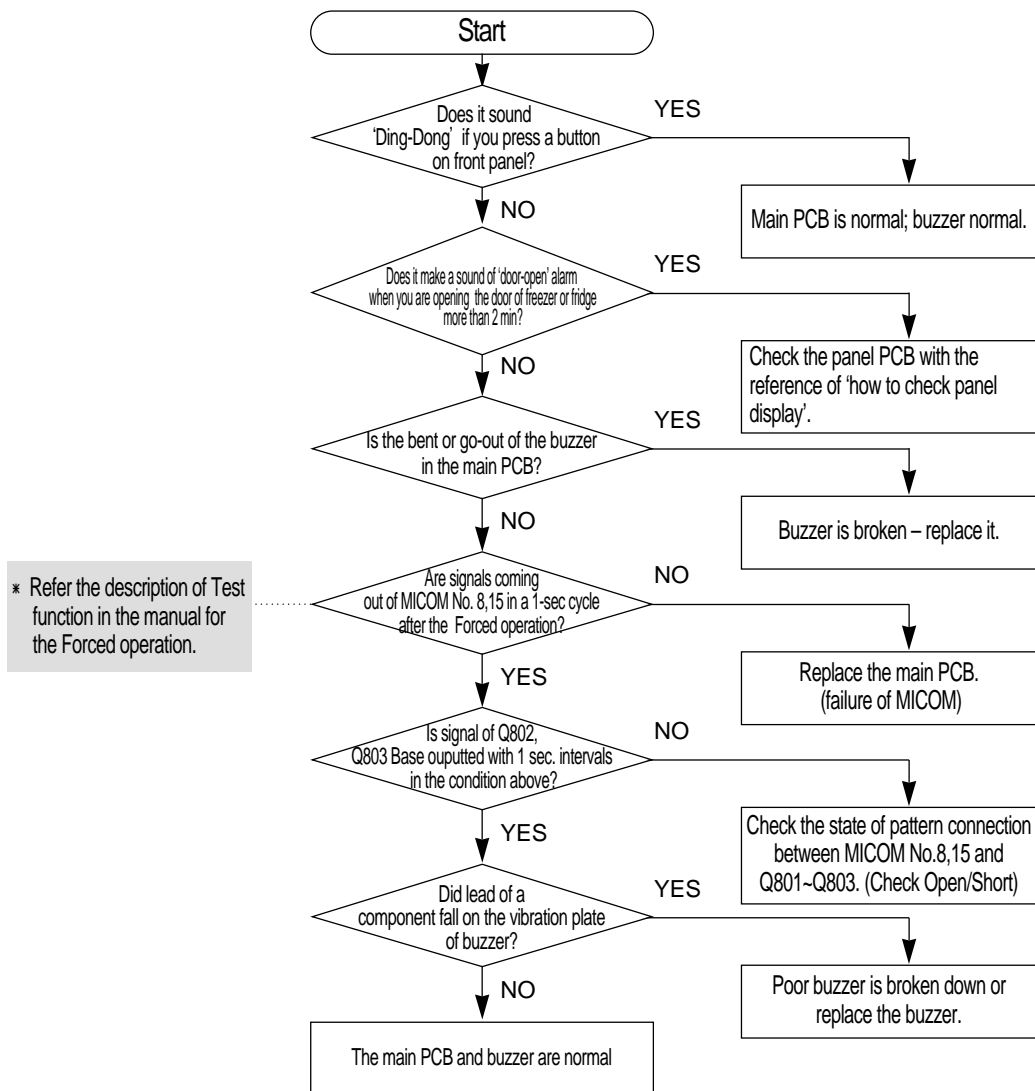 Start
Does it sound
‘Ding-Dong’ if you press a button
on front panel?
YES
Main PCB is normal; buzzer normal.
NO
Does it make a sound of ‘door-open’ alarm
when you are opening the door of freezer or fridge
more than 2 min?
YES
Check the panel PCB with the
reference of ‘how to check panel
display’.
NO
Is the bent or go-out of the buzzer
in the main PCB?
YES
Buzzer is broken – replace it.
NO
* Refer the description of Test
function in the manual for
the Forced operation.
Are signals coming
out of MICOM No. 8,15 in a 1-sec cycle
after the Forced operation?
NO
Replace the main PCB.
(failure of MICOM)
YES
Is signal of Q802,
Q803 Base ouputted with 1 sec. intervals
in the condition above?
NO
Check the state of pattern connection
between MICOM No.8,15 and
Q801~Q803. (Check Open/Short)
YES
Did lead of a
component fall on the vibration plate
of buzzer?
YES
Poor buzzer is broken down or
replace the buzzer.
NO
The main PCB and buzzer are normal